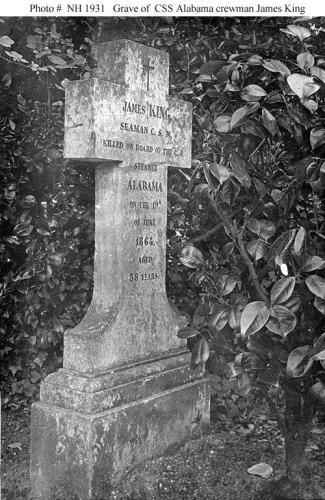 Photo # NH 1931 Grave of CSS Alabama crewman James King
JAMES KING,
SEAMAN C. S. N.
KILLED ON BOARD OF THE C. S.
STEAMER
ALABAMA
ON THE 19TH
OF JUNE
1864.
AGED
38 YEARS.